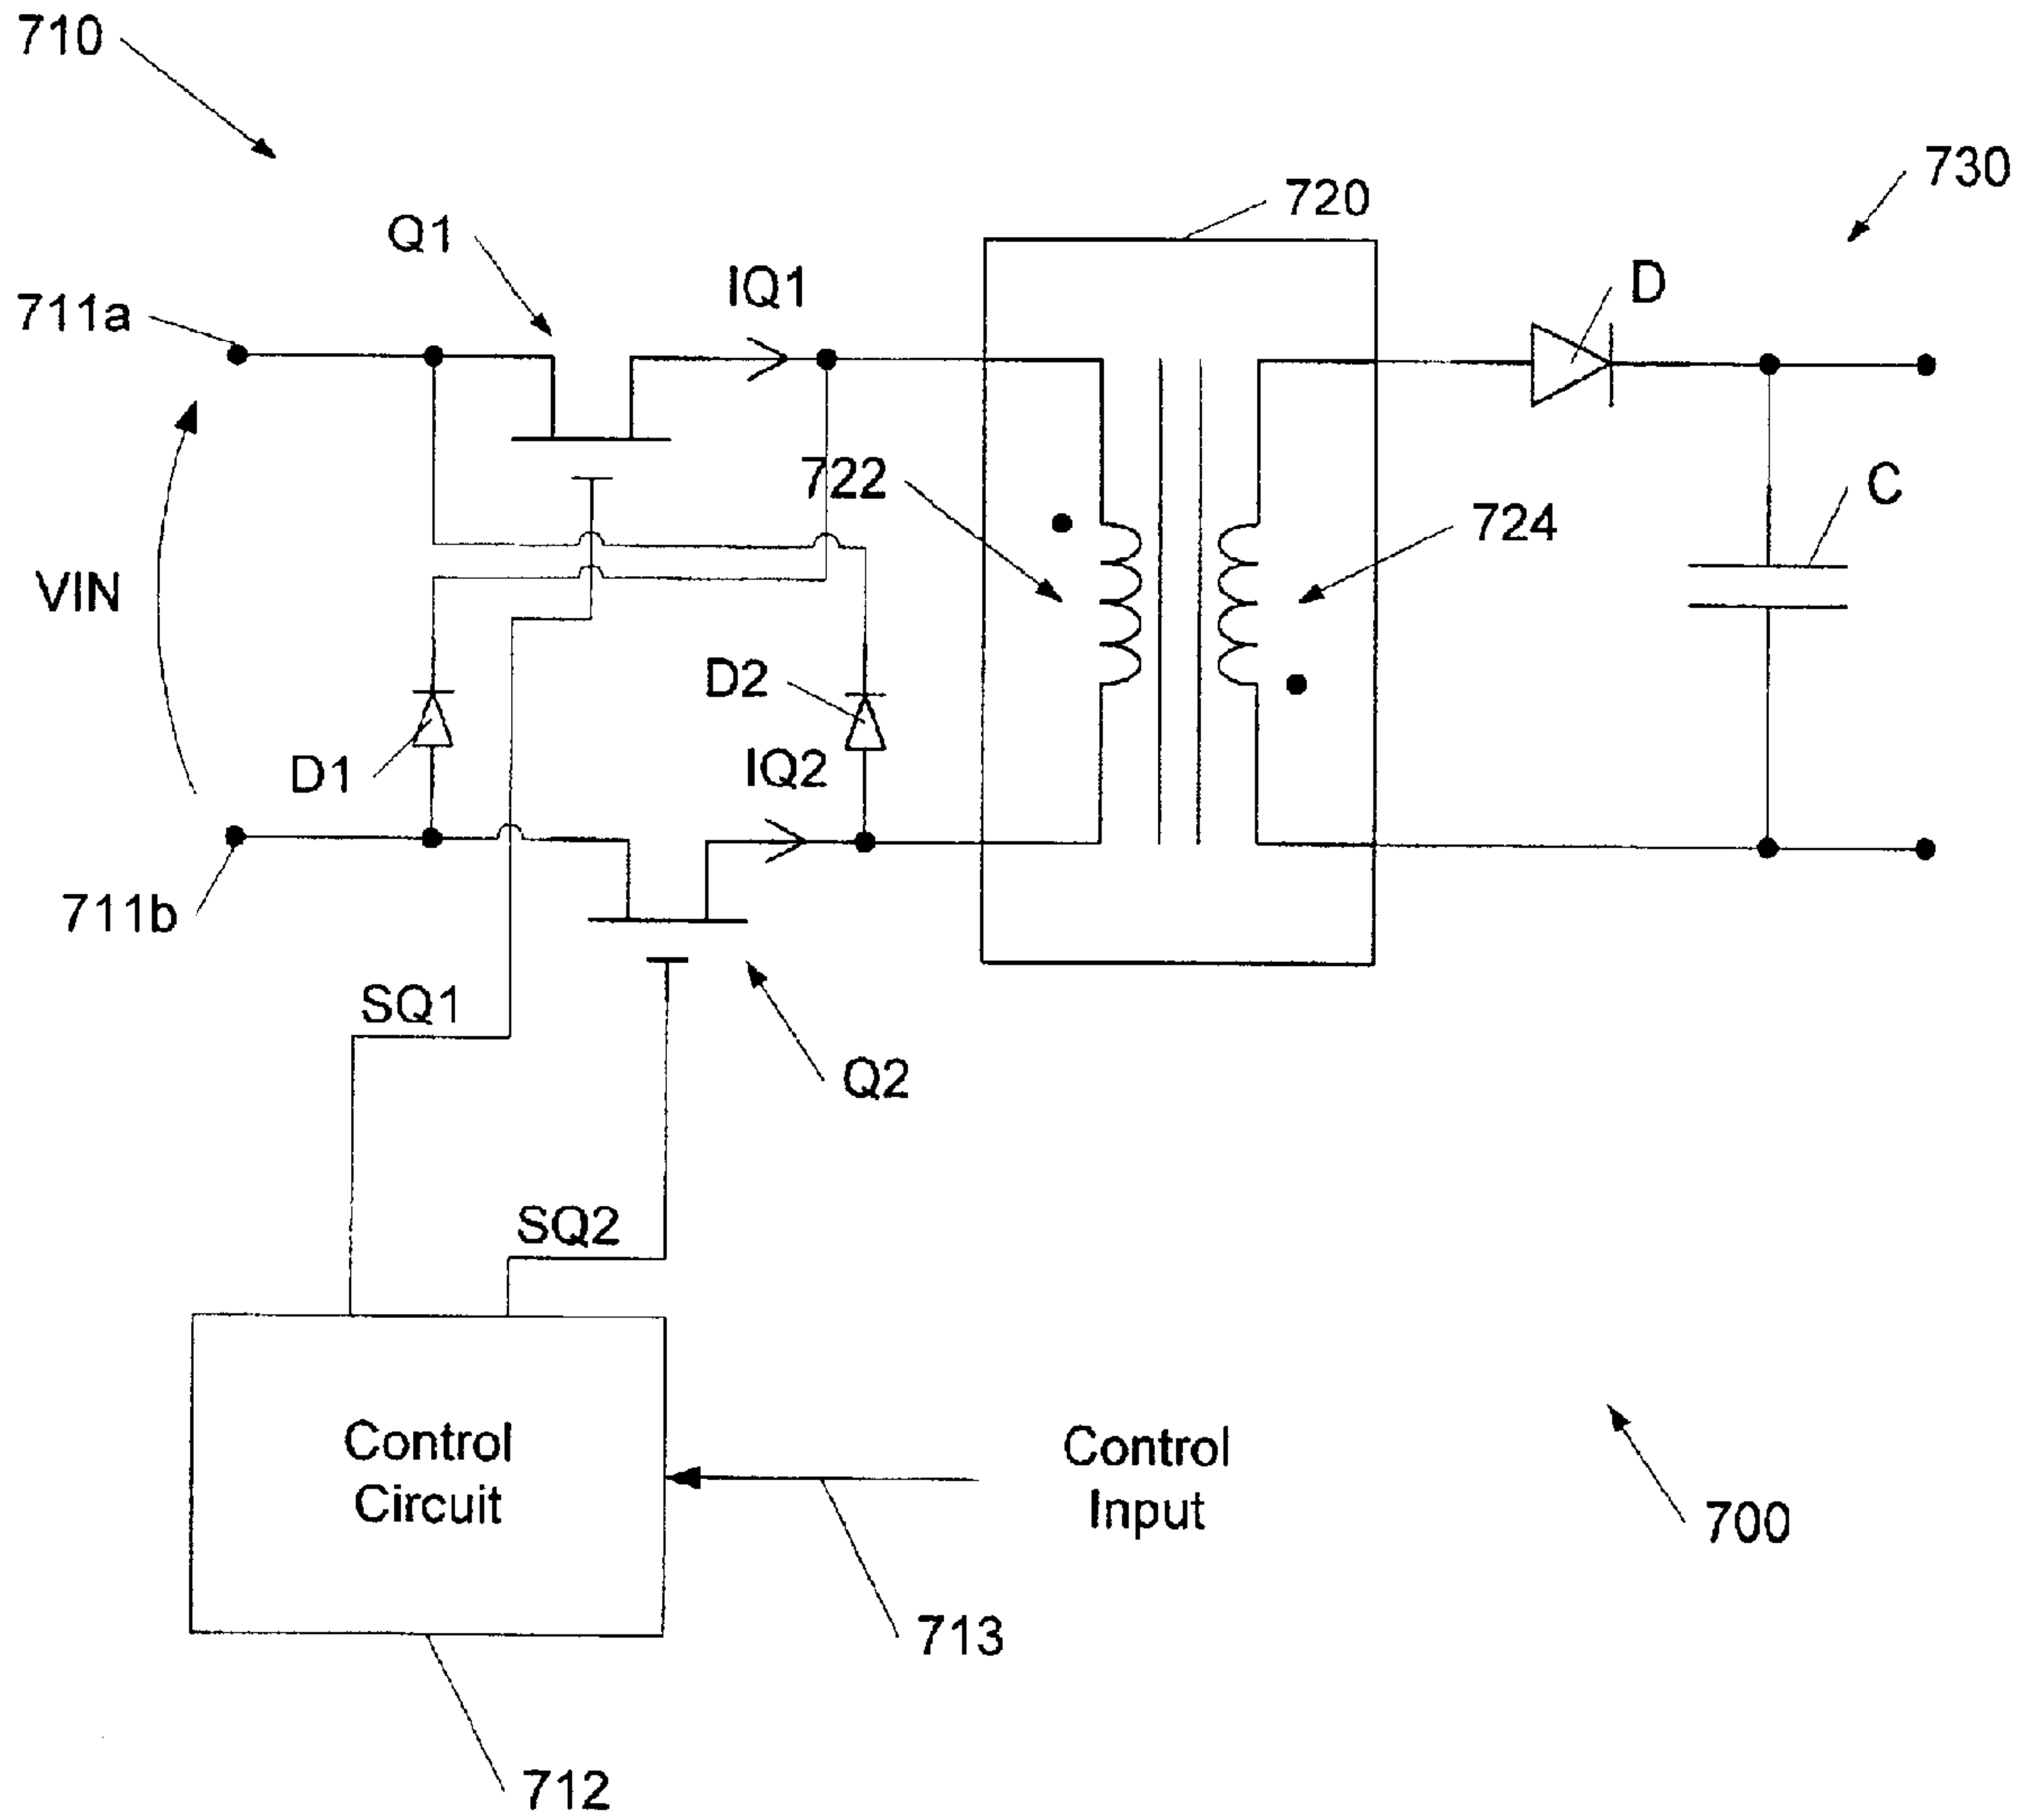 710
730
720
Q1
IQ1
D
711a
722
C
724
VIN
D2
D1
IQ2
711b
SQ1
Q2
SQ2
Control
Circuit
Control
Input
700
713
712